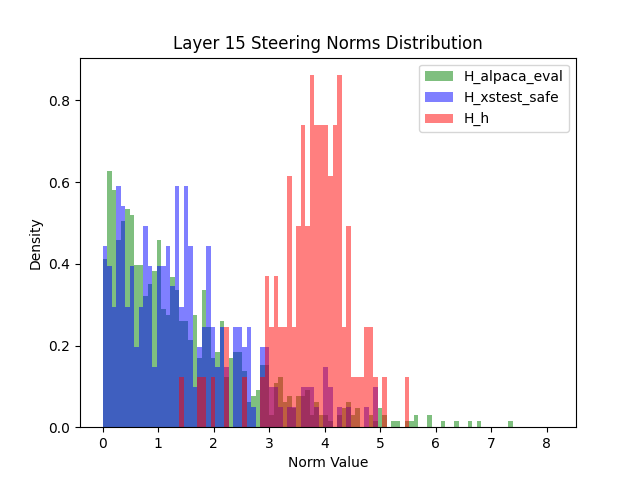 Layer 15 Steering Norms Distribution
H_alpaca_eval
H_xstest_safe
H_h
Density
0.8
0.6
0.4
0.2
0.0
0 1 2 3 4 5 6 7 8
Norm Value